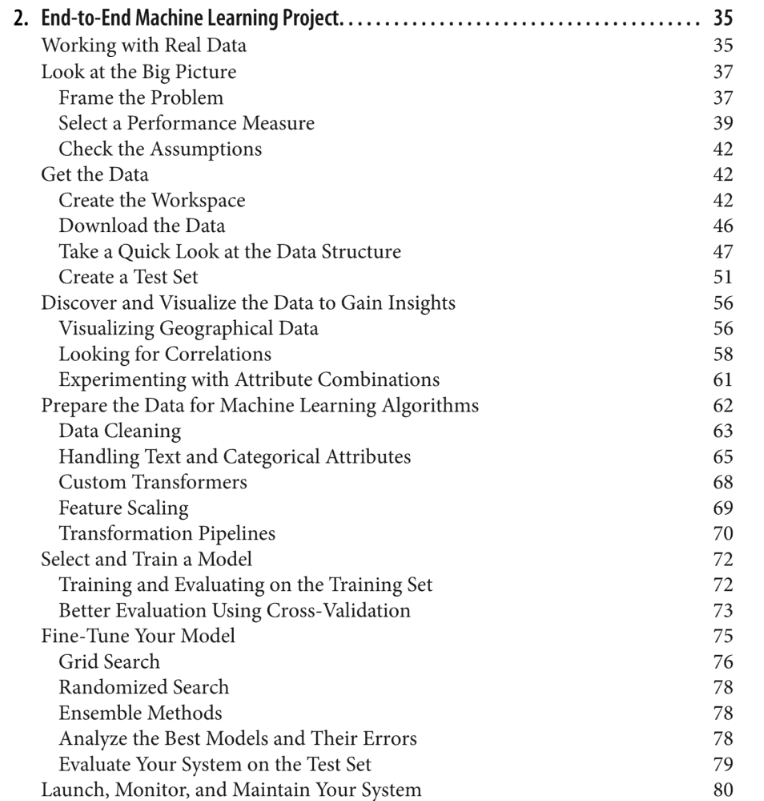 2. End-to-End Machine Learning Project. . . . . . . . . . . . . . . . . . . . . . . . . . . . . . . . . . . . . . 35
Working with Real Data 35
Look at the Big Picture 37
Frame the Problem 37
Select a Performance Measure 39
Check the Assumptions 42
Get the Data 42
Create the Workspace 42
Download the Data 46
Take a Quick Look at the Data Structure 47
Create a Test Set 51
Discover and Visualize the Data to Gain Insights 56
Visualizing Geographical Data 56
Looking for Correlations 58
Experimenting with Attribute Combinations 61
Prepare the Data for Machine Learning Algorithms 62
Data Cleaning 63
Handling Text and Categorical Attributes 65
Custom Transformers 68
Feature Scaling 69
Transformation Pipelines 70
Select and Train a Model 72
Training and Evaluating on the Training Set 72
Better Evaluation Using Cross-Validation 73
Fine-Tune Your Model 75
Grid Search 76
Randomized Search 78
Ensemble Methods 78
Analyze the Best Models and Their Errors 78
Evaluate Your System on the Test Set 79
Launch, Monitor, and Maintain Your System 80